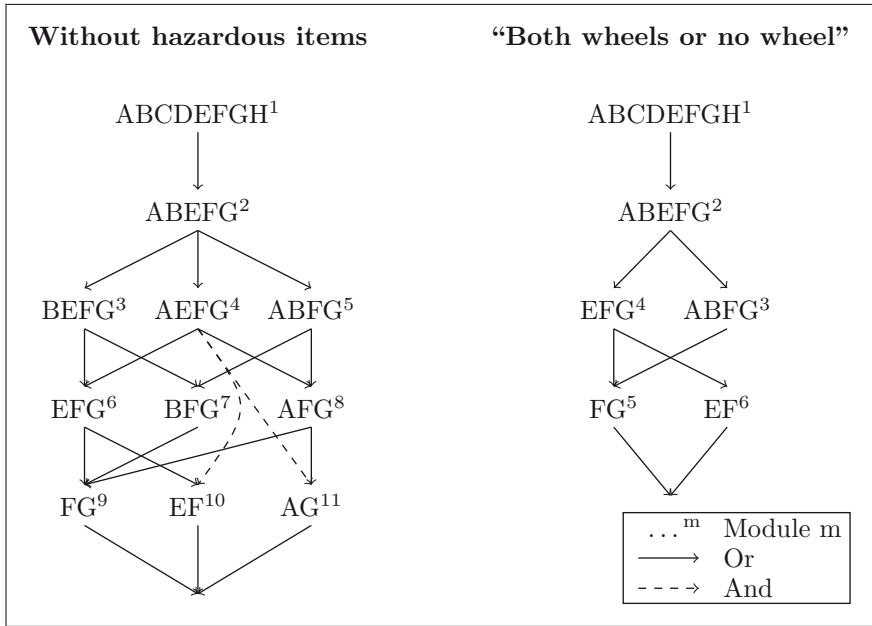 Without hazardous items “Both wheels or no wheel”
ABCDEFGH¹ ABCDEFGH¹
ABEFG² ABEFG²
BEFG³ AEFG⁴ ABFG⁵ EFG⁴ ABFG³
EFG⁶ BFG⁷ AFG⁸ FG⁵ EF⁶
FG⁹ EF¹⁰ AG¹¹
...ᵐ Module m
Or
And